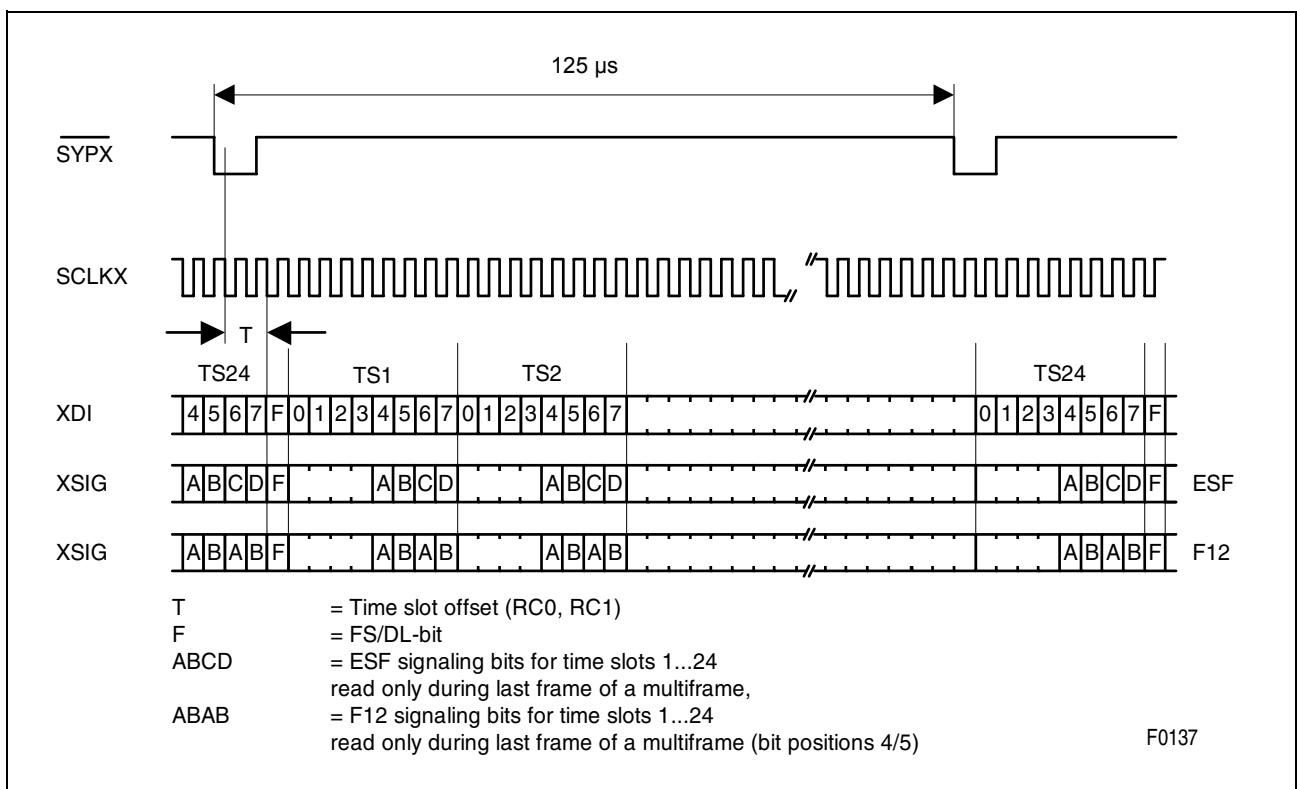 125 µs
SYPX
SCLKX
T
TS24 TS1 TS2 TS24
XDI 4 5 6 7 F 0 1 2 3 4 5 6 7 0 1 2 3 4 5 6 7 0 1 2 3 4 5 6 7 F
XSIG A B C D F A B C D A B C D A B C D F ESF
XSIG A B A B F A B A B A B A B A B A B F F12
T = Time slot offset (RC0, RC1)
F = FS/DL-bit
ABCD = ESF signaling bits for time slots 1...24
read only during last frame of a multiframe,
ABAB = F12 signaling bits for time slots 1...24
read only during last frame of a multiframe (bit positions 4/5)
F0137